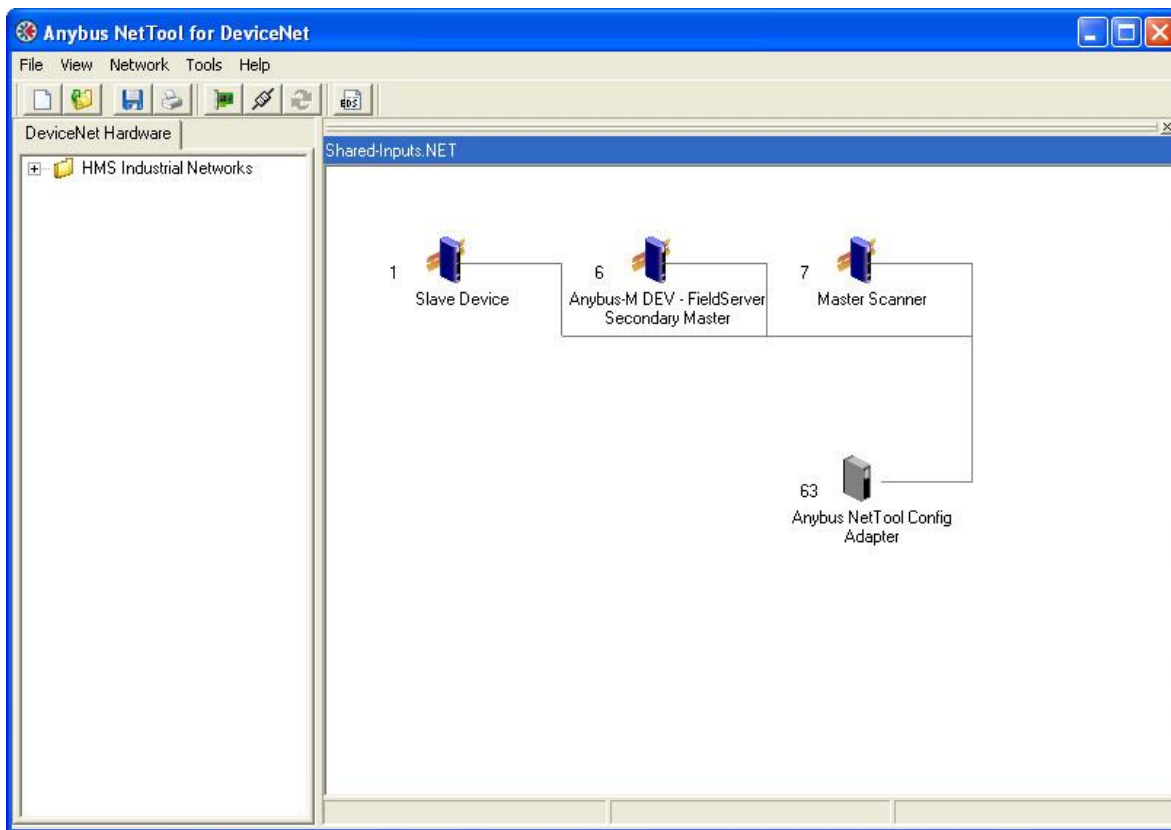 Anybus NetTool for DeviceNet
File View Network Tools Help
EDS
DeviceNet Hardware
HMS Industrial Networks
Shared-Inputs.NET
1
Slave Device
6
Anybus-M DEV - FieldServer
Secondary Master
7
Master Scanner
63
Anybus NetTool Config
Adapter